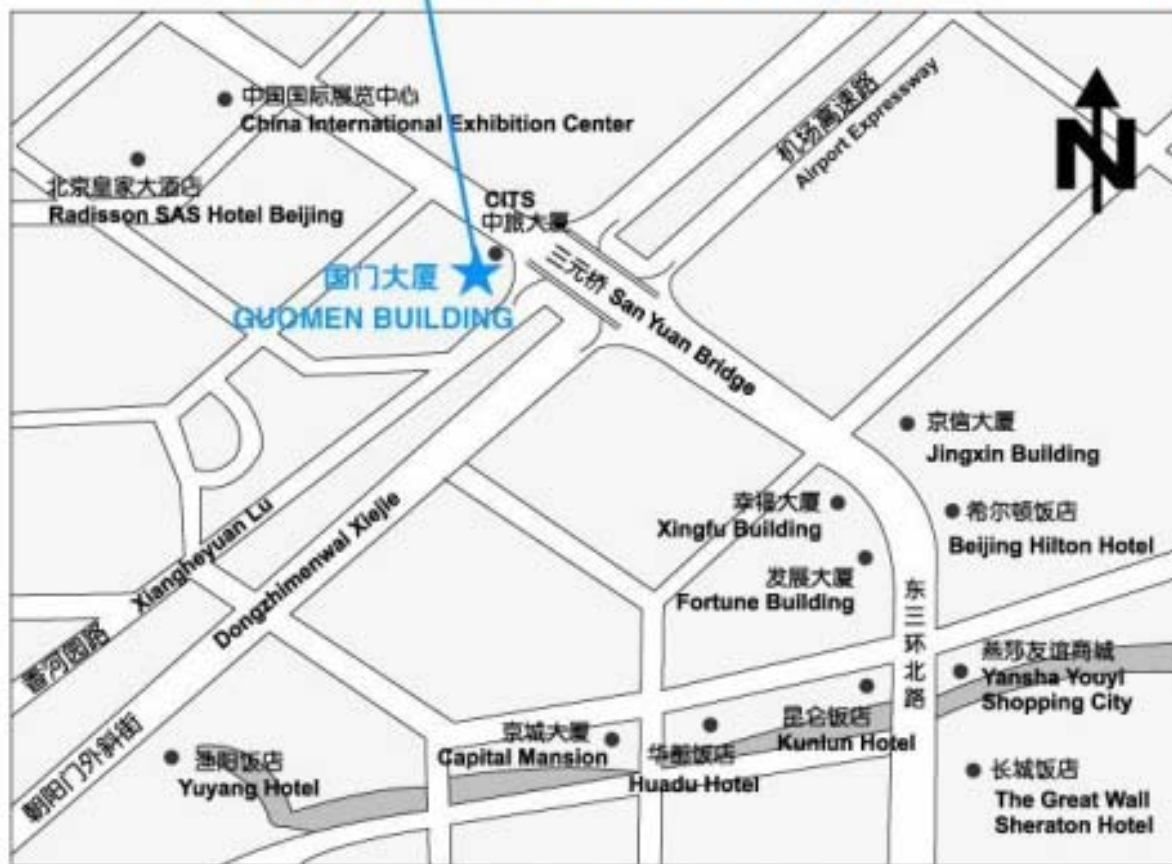 中国国际展览中心
China International Exhibition Center
北京皇家大酒店
Radisson SAS Hotel Beijing
CITS
中旅大厦
机场高速路
Airport Expressway
N
国门大厦
GUOMEN BUILDING
三元桥 San Yuan Bridge
京信大厦
Jingxin Building
幸福大厦
Xingfu Building
希尔顿饭店
Beijing Hilton Hotel
发展大厦
Fortune Building
东三环北路
香河园路 Xiangheyuan Lu
朝阳门外斜街 Dongzhimenwai Xiejie
燕莎友谊商城
Yansha Youyi
Shopping City
昆仑饭店
Kunlun Hotel
京城大厦
Capital Mansion
华都饭店
Huadu Hotel
渔阳饭店
Yuyang Hotel
长城饭店
The Great Wall
Sheraton Hotel